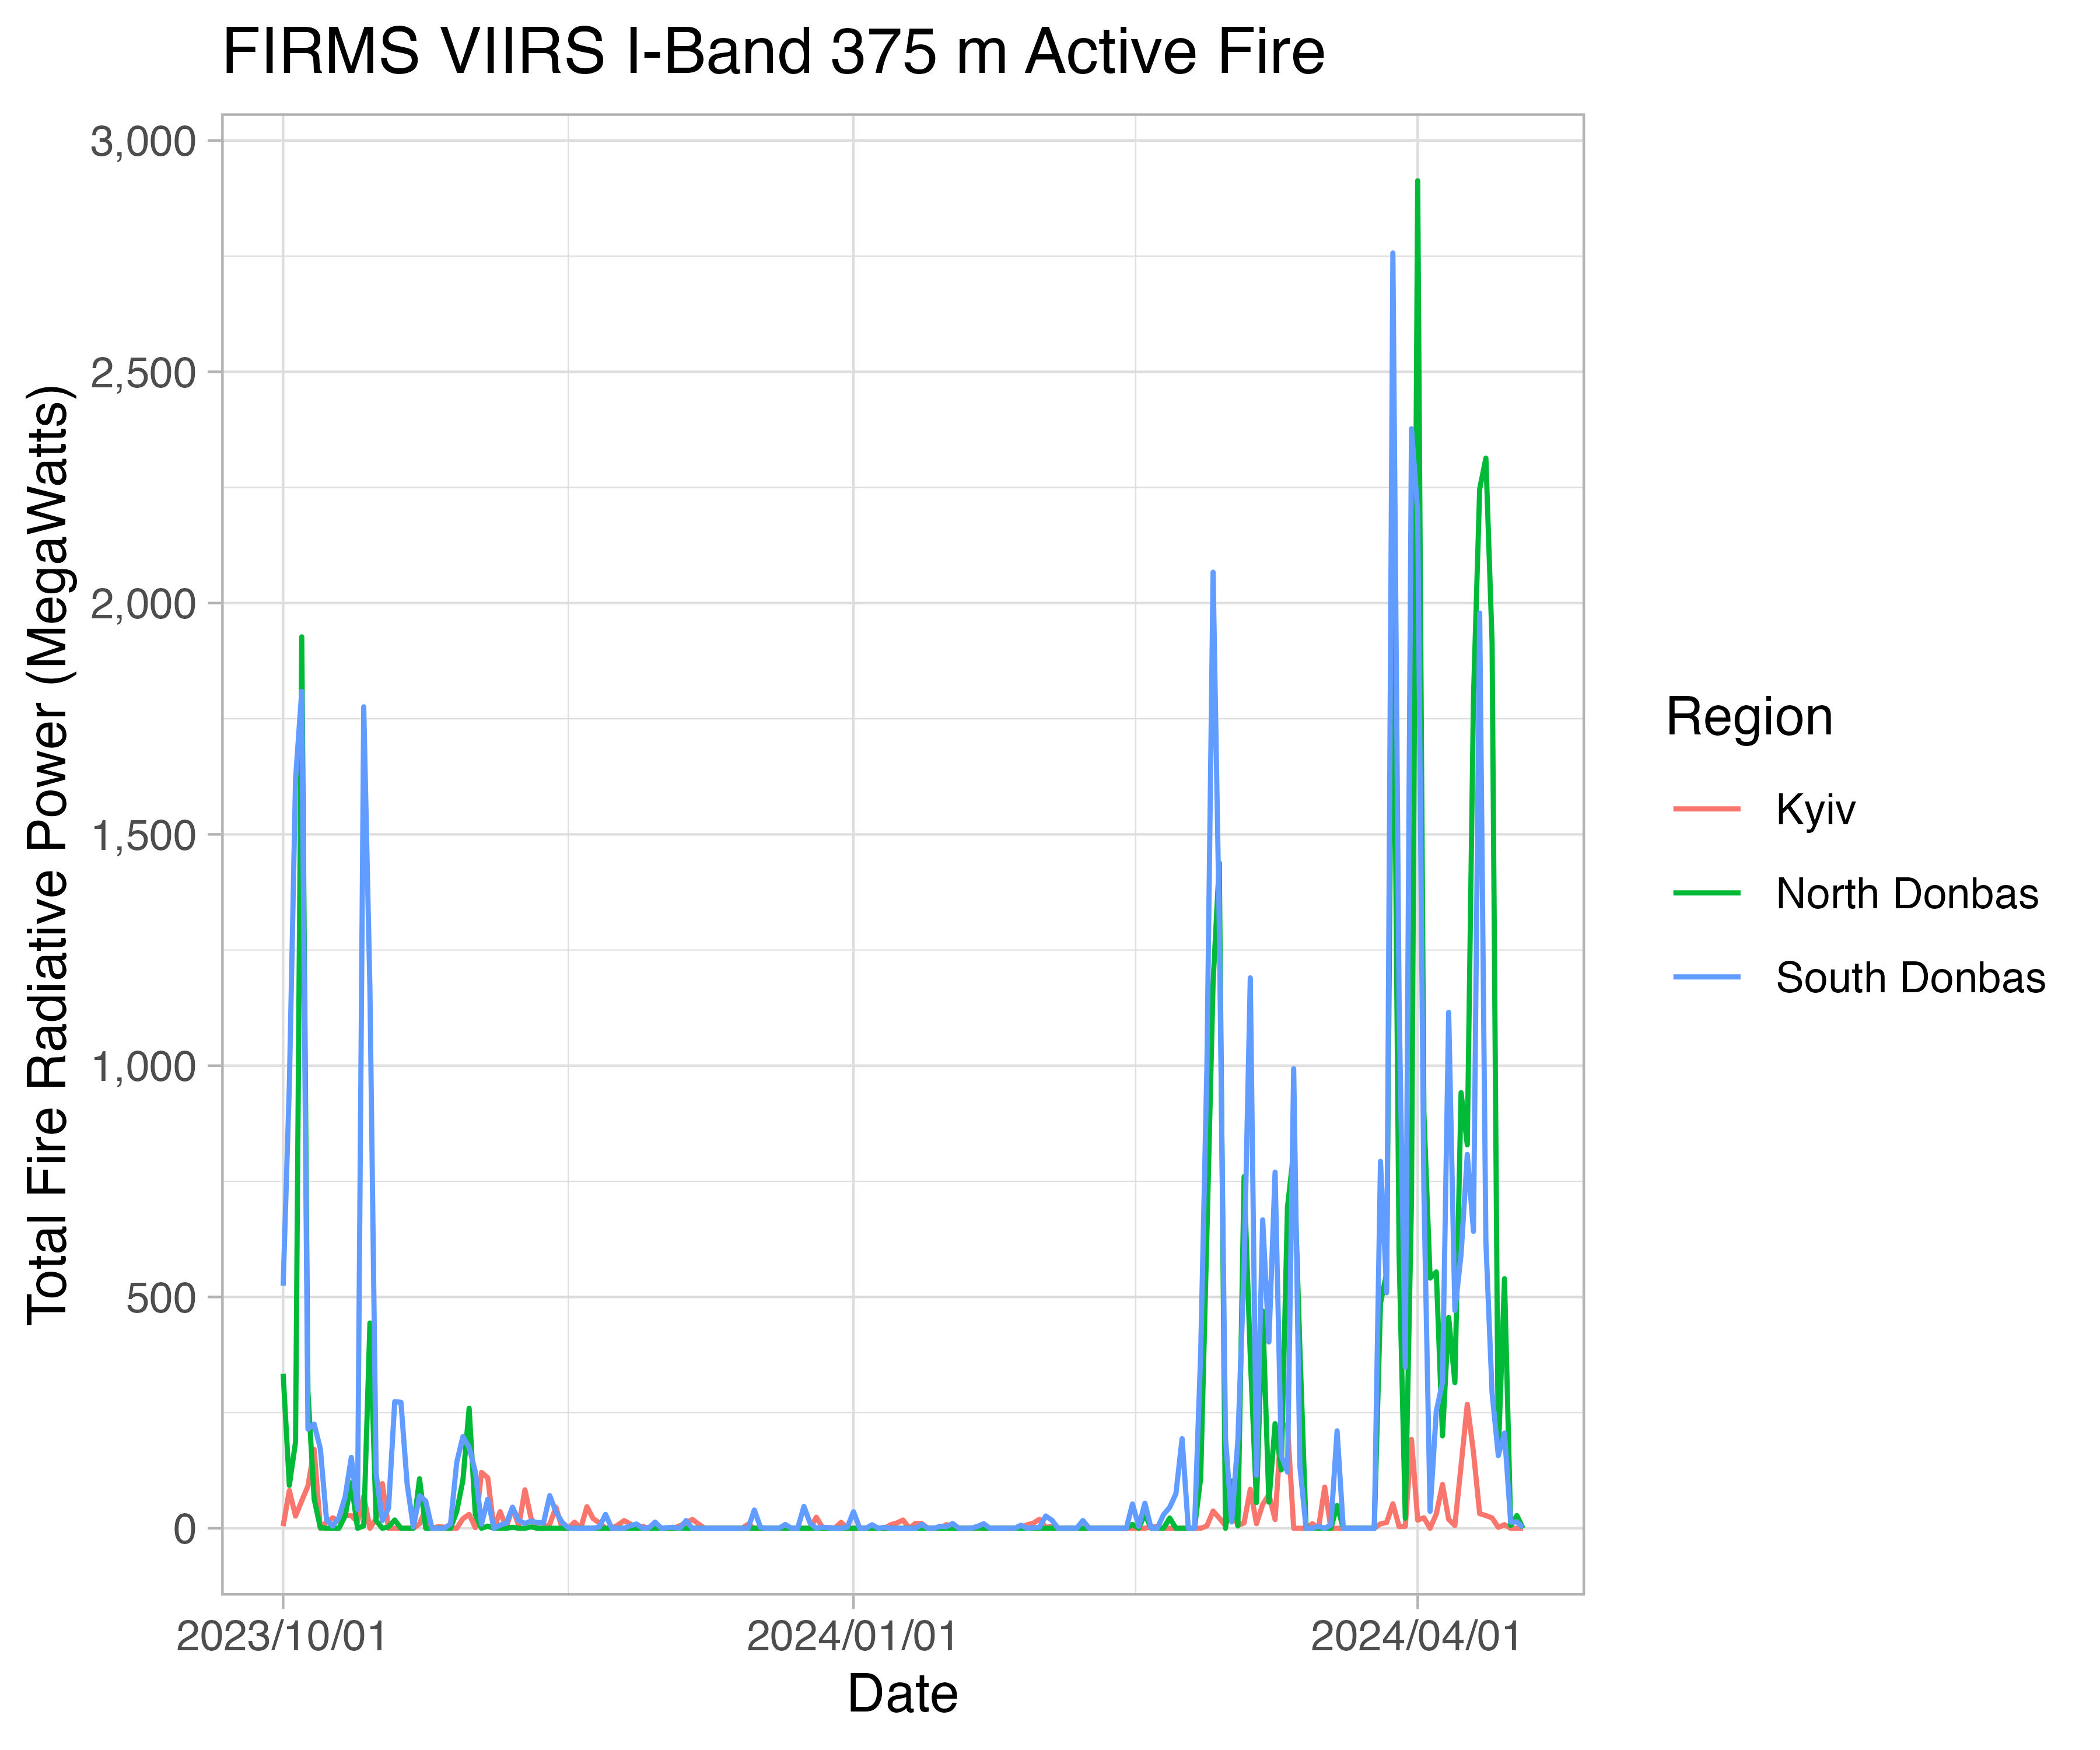 FIRMS VIIRS I-Band 375 m Active Fire
Total Fire Radiative Power (MegaWatts)
3,000
2,500
2,000
1,500
1,000
500
0
2023/10/01
2024/01/01
2024/04/01
Date
Region
Kyiv
North Donbas
South Donbas